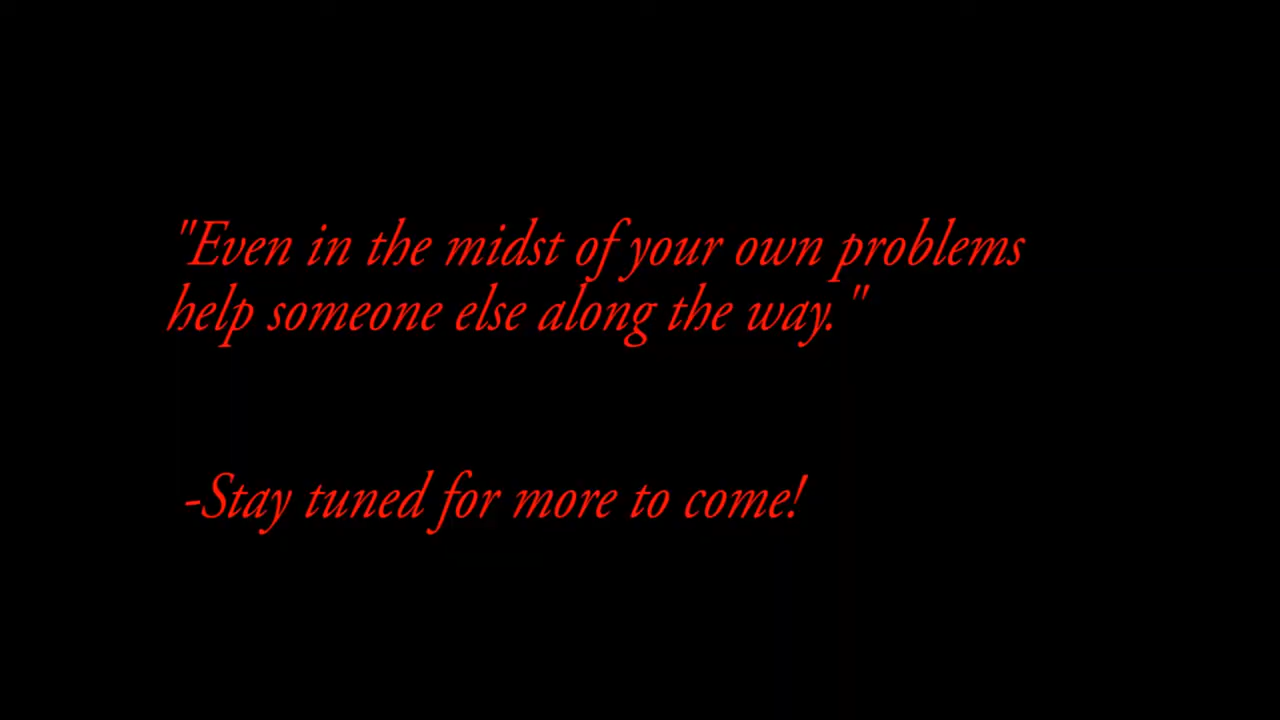 "Even in the midst of your own problems
help someone else along the way."
-Stay tuned for more to come!